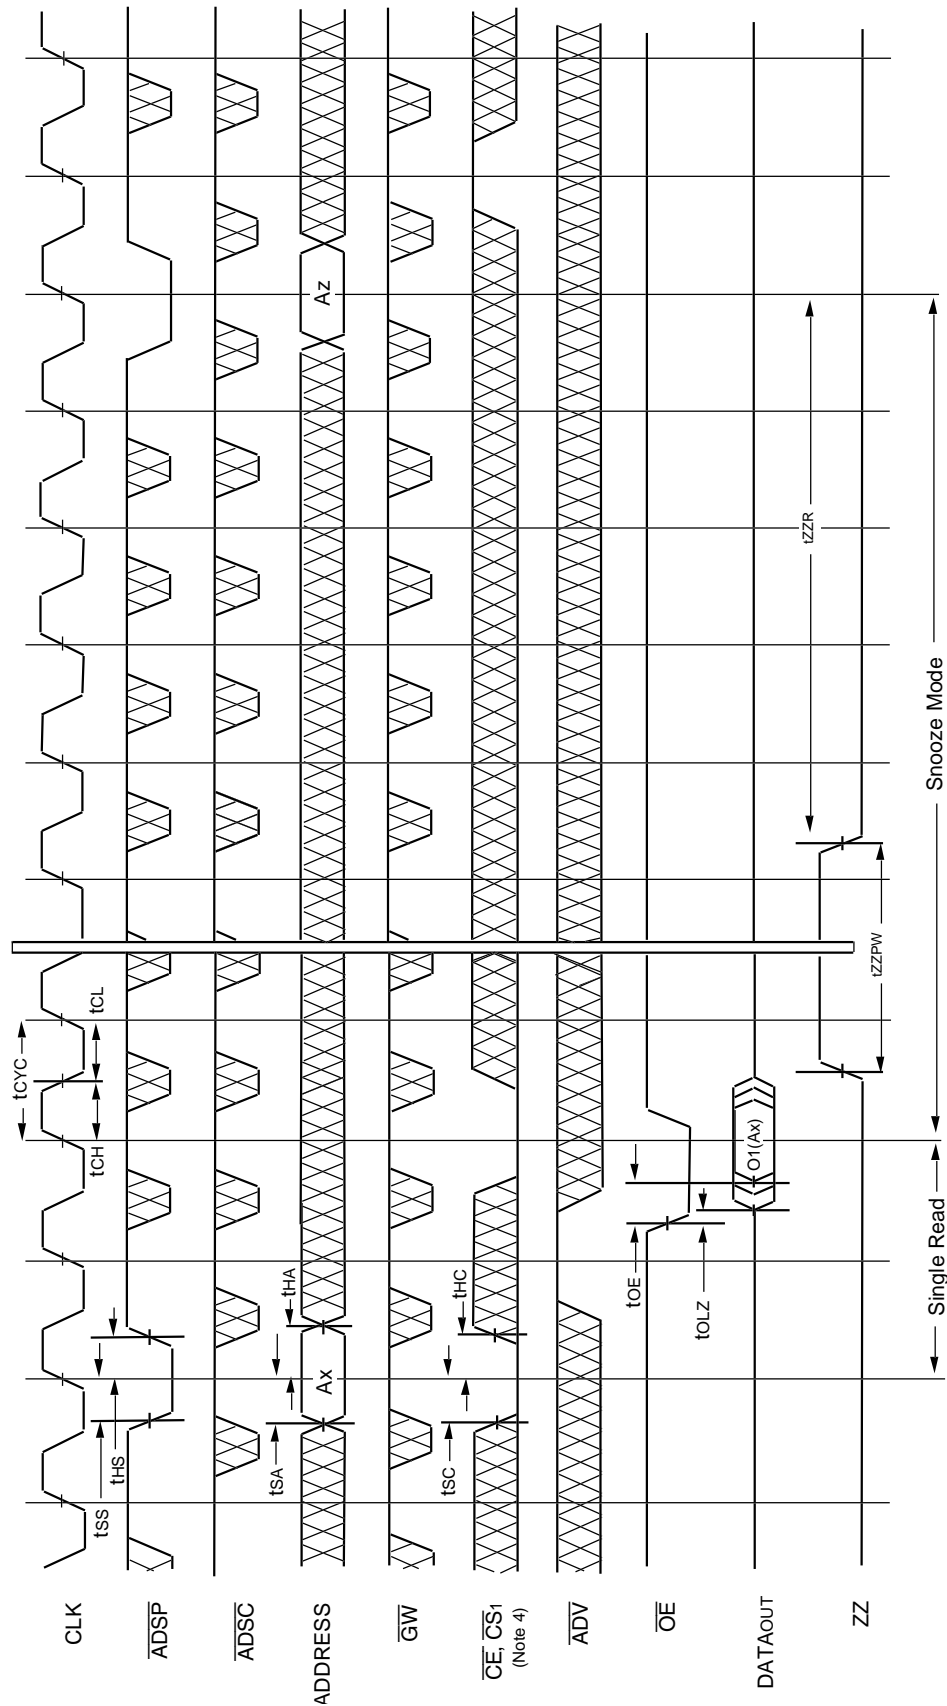 CLK
ADSP
ADSC
ADDRESS
GW
CE, CS1
(Note 4)
ADV
OE
DATAOUT
ZZ
tCYC
tCH
tCL
tSS
tHS
tSA
tHA
Ax
Az
tSC
tHC
tOE
tOLZ
O1(Ax)
tZZPW
tZZR
Single Read
Snooze Mode